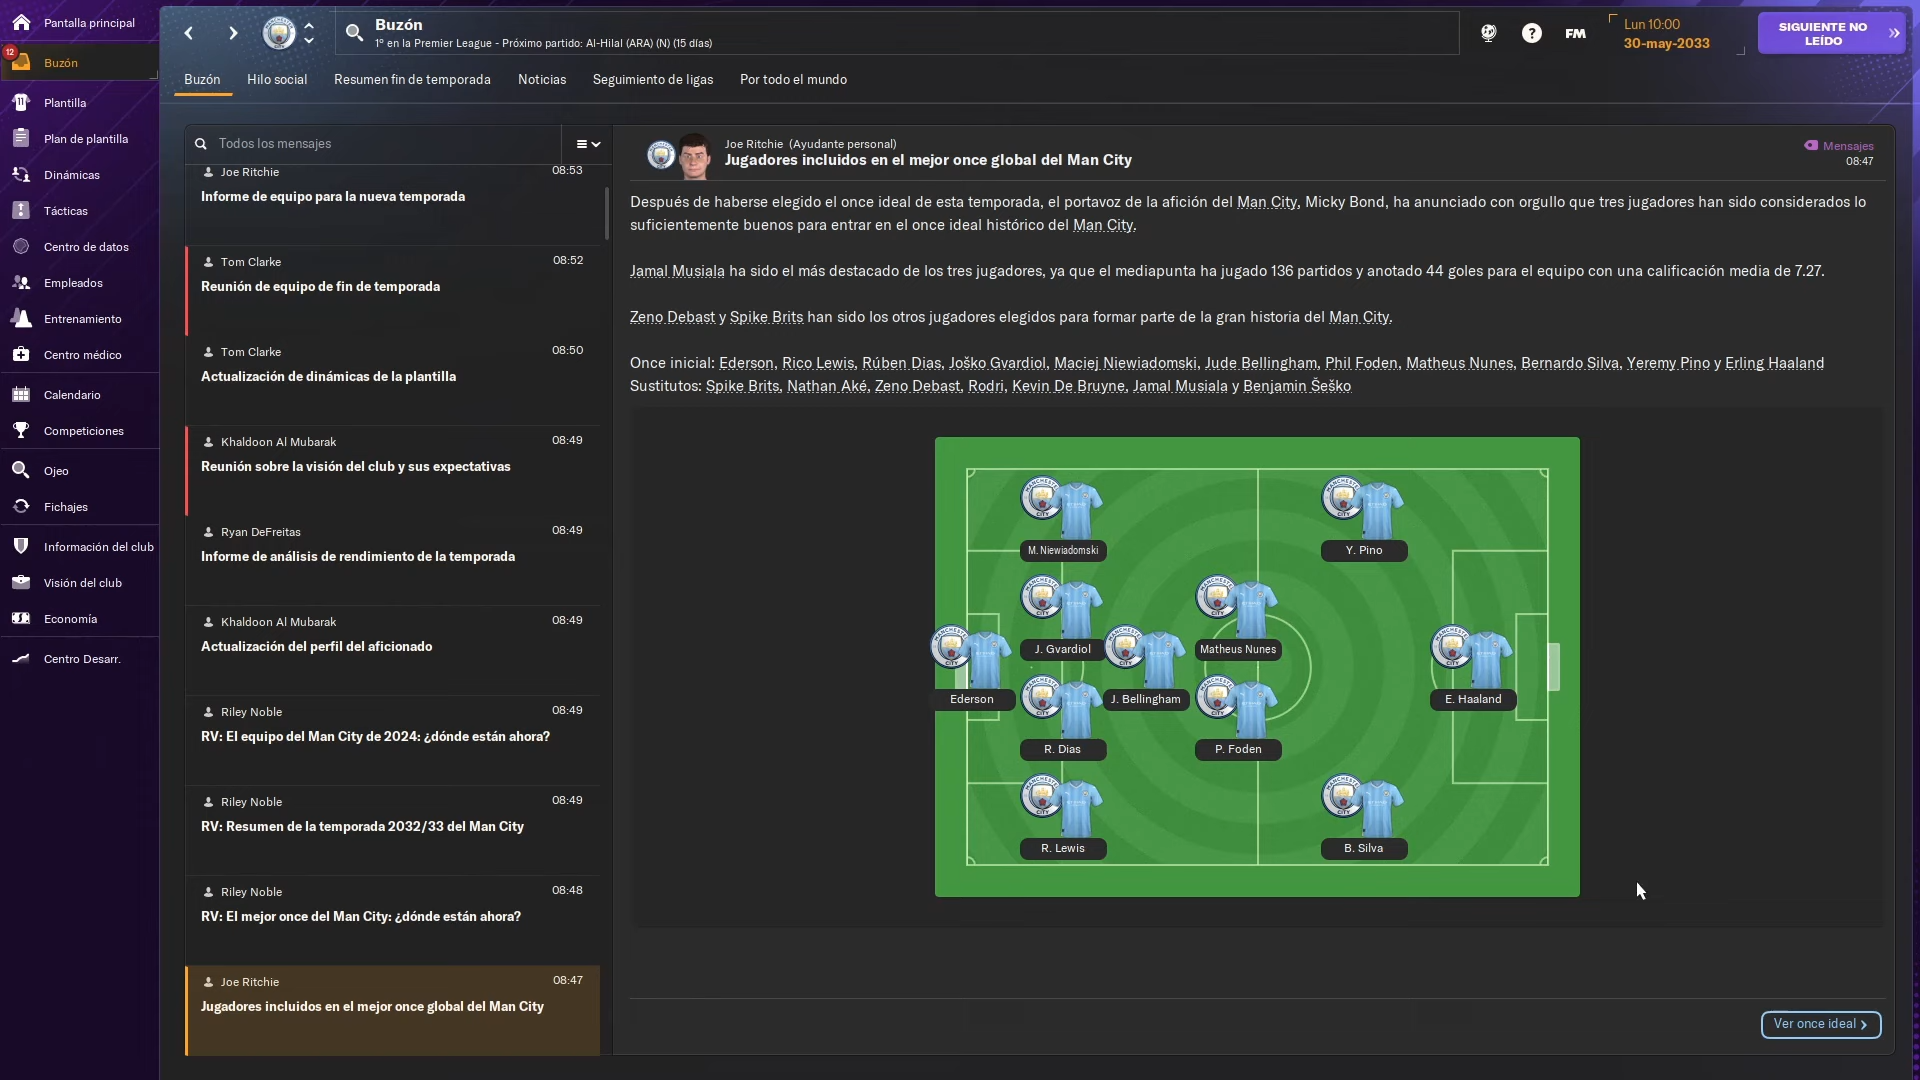 Pantalla principal
12
Buzón
Plantilla
Plan de plantilla
Dinámicas
Tácticas
Centro de datos
Empleados
Entrenamiento
Centro médico
Calendario
Competiciones
Ojeo
Fichajes
Información del club
Visión del club
Economía
Centro Desarr.
Buzón
1º en la Premier League - Próximo partido: Al-Hilal (ARA) (N) (15 días)
FM
Lun 10:00
30-may-2033
SIGUIENTE NO LEÍDO
Buzón
Hilo social
Resumen fin de temporada
Noticias
Seguimiento de ligas
Por todo el mundo
Todos los mensajes
Joe Ritchie 08:53
Informe de equipo para la nueva temporada
Tom Clarke 08:52
Reunión de equipo de fin de temporada
Tom Clarke 08:50
Actualización de dinámicas de la plantilla
Khaldoon Al Mubarak 08:49
Reunión sobre la visión del club y sus expectativas
Ryan DeFreitas 08:49
Informe de análisis de rendimiento de la temporada
Khaldoon Al Mubarak 08:49
Actualización del perfil del aficionado
Riley Noble 08:49
RV: El equipo del Man City de 2024: ¿dónde están ahora?
Riley Noble 08:49
RV: Resumen de la temporada 2032/33 del Man City
Riley Noble 08:48
RV: El mejor once del Man City: ¿dónde están ahora?
Joe Ritchie 08:47
Jugadores incluidos en el mejor once global del Man City
Joe Ritchie (Ayudante personal)
Jugadores incluidos en el mejor once global del Man City
Mensajes
08:47
Después de haberse elegido el once ideal de esta temporada, el portavoz de la afición del Man City, Micky Bond, ha anunciado con orgullo que tres jugadores han sido considerados lo
suficientemente buenos para entrar en el once ideal histórico del Man City.
Jamal Musiala ha sido el más destacado de los tres jugadores, ya que el mediapunta ha jugado 136 partidos y anotado 44 goles para el equipo con una calificación media de 7.27.
Zeno Debast y Spike Brits han sido los otros jugadores elegidos para formar parte de la gran historia del Man City.
Once inicial: Ederson, Rico Lewis, Rúben Dias, Joško Gvardiol, Maciej Niewiadomski, Jude Bellingham, Phil Foden, Matheus Nunes, Bernardo Silva, Yeremy Pino y Erling Haaland
Sustitutos: Spike Brits, Nathan Aké, Zeno Debast, Rodri, Kevin De Bruyne, Jamal Musiala y Benjamin Šeško
M. Niewiadomski
Y. Pino
J. Gvardiol
Matheus Nunes
Ederson
J. Bellingham
E. Haaland
R. Dias
P. Foden
R. Lewis
B. Silva
Ver once ideal